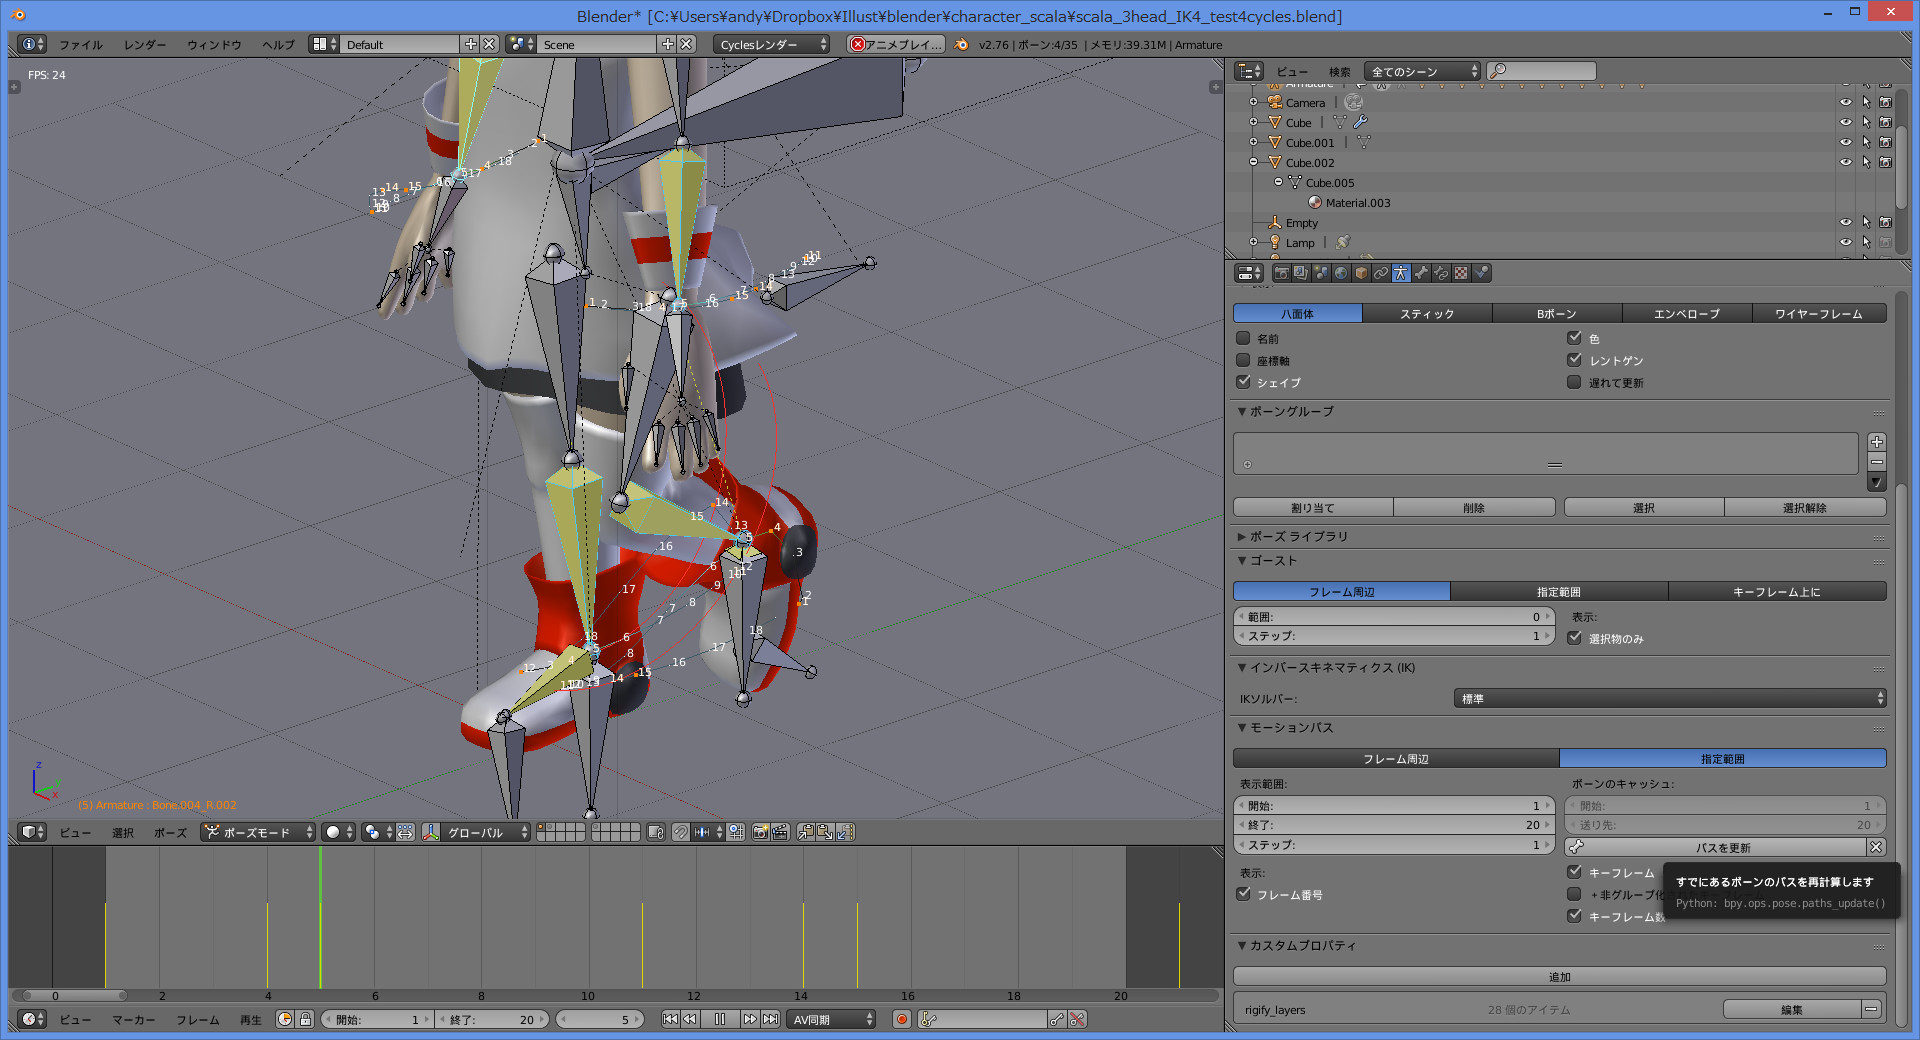 Blender* [C:¥Users¥andy¥Dropbox¥Illust¥blender¥character_scala¥scala_3head_IK4_test4cycles.blend]
ファイル レンダー ウィンドウ ヘルプ Default Scene Cyclesレンダー アニメプレイ... v2.76 | ボーン:4/35 | メモリ:39.31M | Armature
FPS: 24
ビュー 検索 全てのシーン
Armature
Camera
Cube
Cube.001
Cube.002
Cube.005
Material.003
Empty
Lamp
八面体 スティック Bボーン エンベロープ ワイヤーフレーム
名前 色
座標軸 レントゲン
シェイプ 遅れて更新
ボーングループ
割り当て 削除 選択 選択解除
ポーズ ライブラリ
ゴースト
フレーム周辺 指定範囲 キーフレーム上に
範囲: 0 表示:
ステップ: 1 選択物のみ
インバースキネマティクス (IK)
IKソルバー: 標準
モーションパス
フレーム周辺 指定範囲
表示範囲: ボーンのキャッシュ:
開始: 1 開始: 1
終了: 20 送り先: 20
ステップ: 1 パスを更新
表示: キーフレーム
フレーム番号 + 非グループ化
キーフレーム数
すでにあるボーンのパスを再計算します
Python: bpy.ops.pose.paths_update()
カスタムプロパティ
追加
rigify_layers 28 個のアイテム 編集
z
x
(5) Armature : Bone.004_R.002
ビュー 選択 ポーズ ポーズモード グローバル
0 2 4 6 8 10 12 14 16 18 20
ビュー マーカー フレーム 再生 開始: 1 終了: 20 5 AV同期